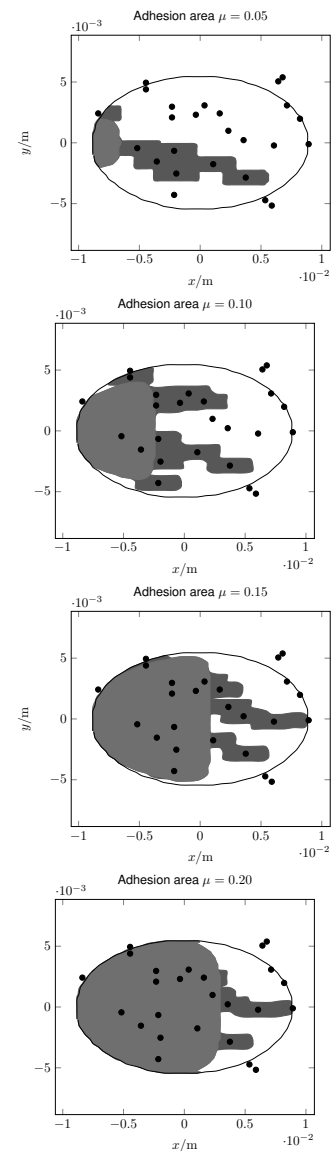 Adhesion area μ = 0.05
·10−3
5
0
−5
y/m
−1 −0.5 0 0.5 1
x/m ·10−2
Adhesion area μ = 0.10
·10−3
5
0
−5
y/m
−1 −0.5 0 0.5 1
x/m ·10−2
Adhesion area μ = 0.15
·10−3
5
0
−5
y/m
−1 −0.5 0 0.5 1
x/m ·10−2
Adhesion area μ = 0.20
·10−3
5
0
−5
y/m
−1 −0.5 0 0.5 1
x/m ·10−2